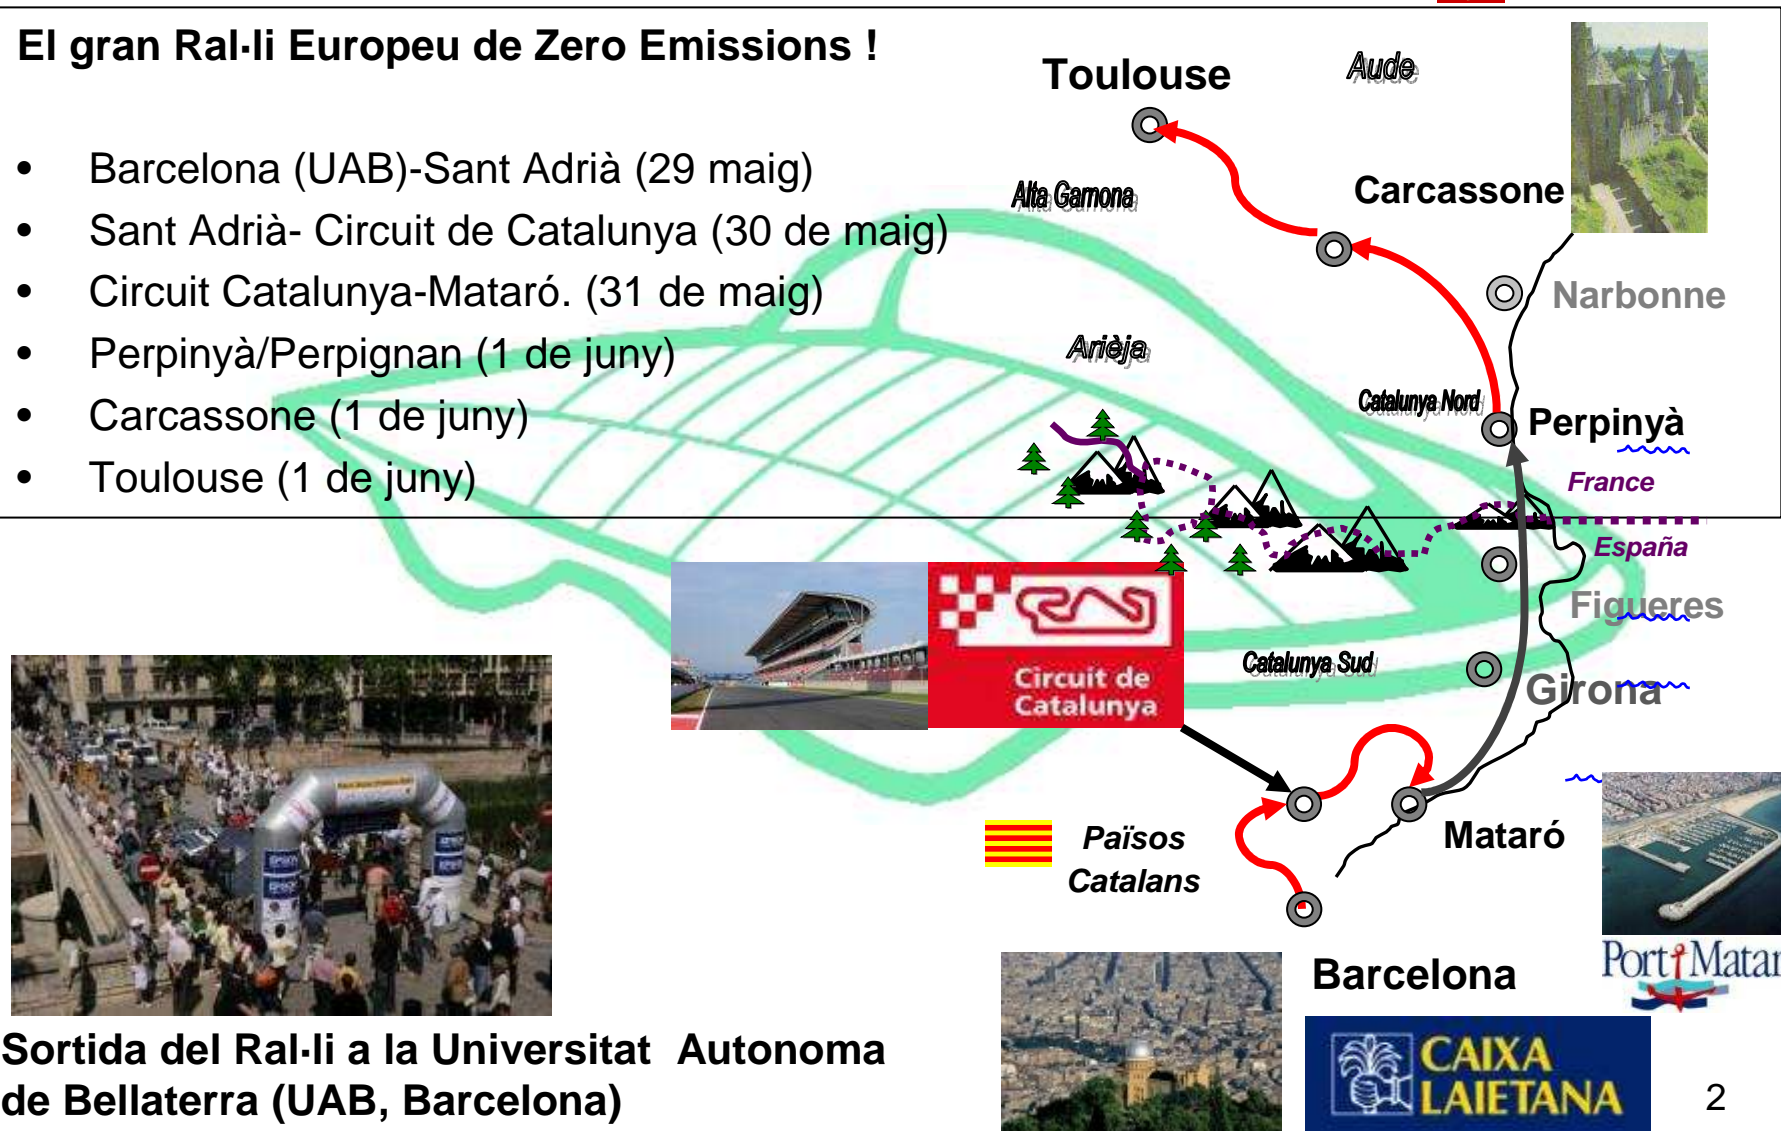 El gran Ral·li Europeu de Zero Emissions !
• Barcelona (UAB)-Sant Adrià (29 maig)
• Sant Adrià- Circuit de Catalunya (30 de maig)
• Circuit Catalunya-Mataró. (31 de maig)
• Perpinyà/Perpignan (1 de juny)
• Carcassone (1 de juny)
• Toulouse (1 de juny)
Toulouse
Aude
Alta Garnona
Carcassone
Narbonne
Arièja
Catalunya Nord
Perpinyà
France
España
Figueres
Circuit de
Catalunya
Catalunya Sud
Girona
Països
Catalans
Mataró
Barcelona
Port Matar
CAIXA
LAIETANA
Sortida del Ral·li a la Universitat Autonoma
de Bellaterra (UAB, Barcelona)
2